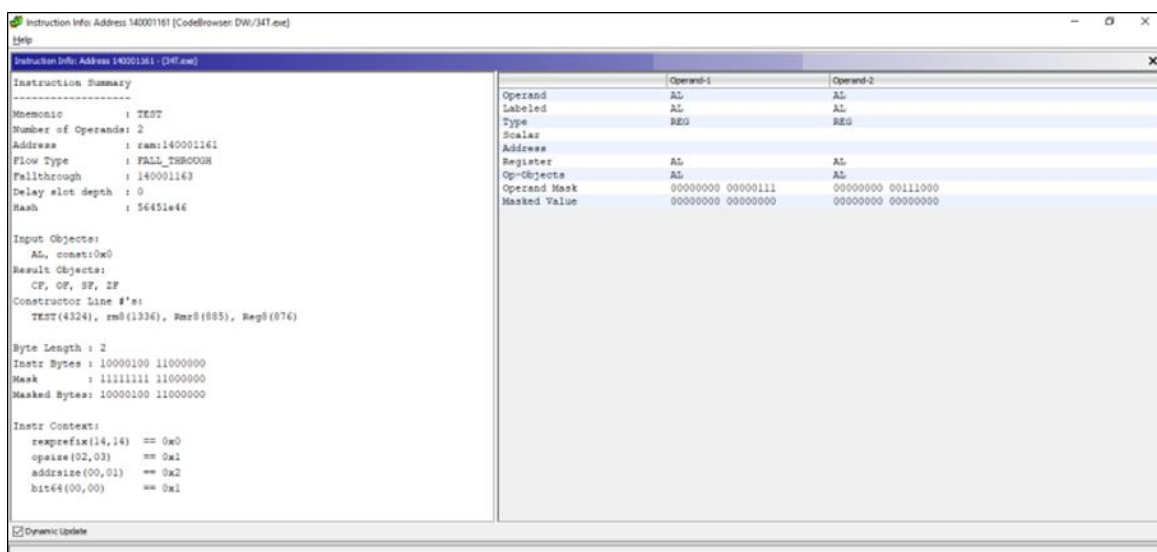 Instruction Info: Address 140001161 [CodeBrowser: DW:/34T.exe]
Help
Instruction Info: Address 140001161 - (34T.exe)
Instruction Summary
-------------------
Mnemonic : TEST
Number of Operands: 2
Address : ram:140001161
Flow Type : FALL_THROUGH
Fallthrough : 140001163
Delay slot depth : 0
Hash : 56451e46
Input Objects:
AL, const:0x0
Result Objects:
CF, OF, SF, ZF
Constructor Line #'s:
TEST(4324), rm8(1336), Rmr8(885), Reg8(876)
Byte Length : 2
Instr Bytes : 10000100 11000000
Mask : 11111111 11000000
Masked Bytes: 10000100 11000000
Instr Context:
rexprefix(14,14) == 0x0
opsize(02,03) == 0x1
addrsize(00,01) == 0x2
bit64(00,00) == 0x1
Operand-1 Operand-2
Operand AL AL
Labeled AL AL
Type REG REG
Scalar
Address
Register AL AL
Op-Objects AL AL
Operand Mask 00000000 00000111 00000000 00111000
Masked Value 00000000 00000000 00000000 00000000
Dynamic Update